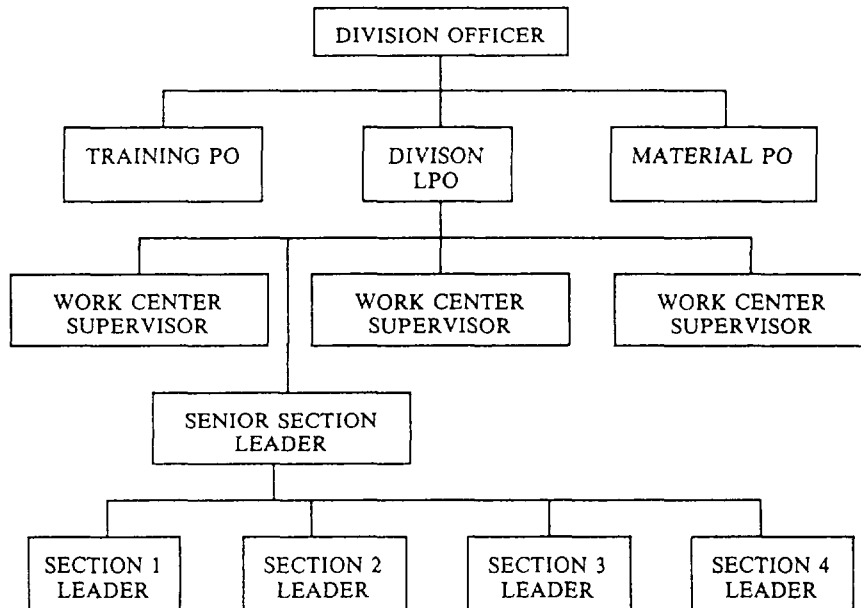 DIVISION OFFICER
TRAINING PO
DIVISON
LPO
MATERIAL PO
WORK CENTER
SUPERVISOR
WORK CENTER
SUPERVISOR
WORK CENTER
SUPERVISOR
SENIOR SECTION
LEADER
SECTION 1
LEADER
SECTION 2
LEADER
SECTION 3
LEADER
SECTION 4
LEADER